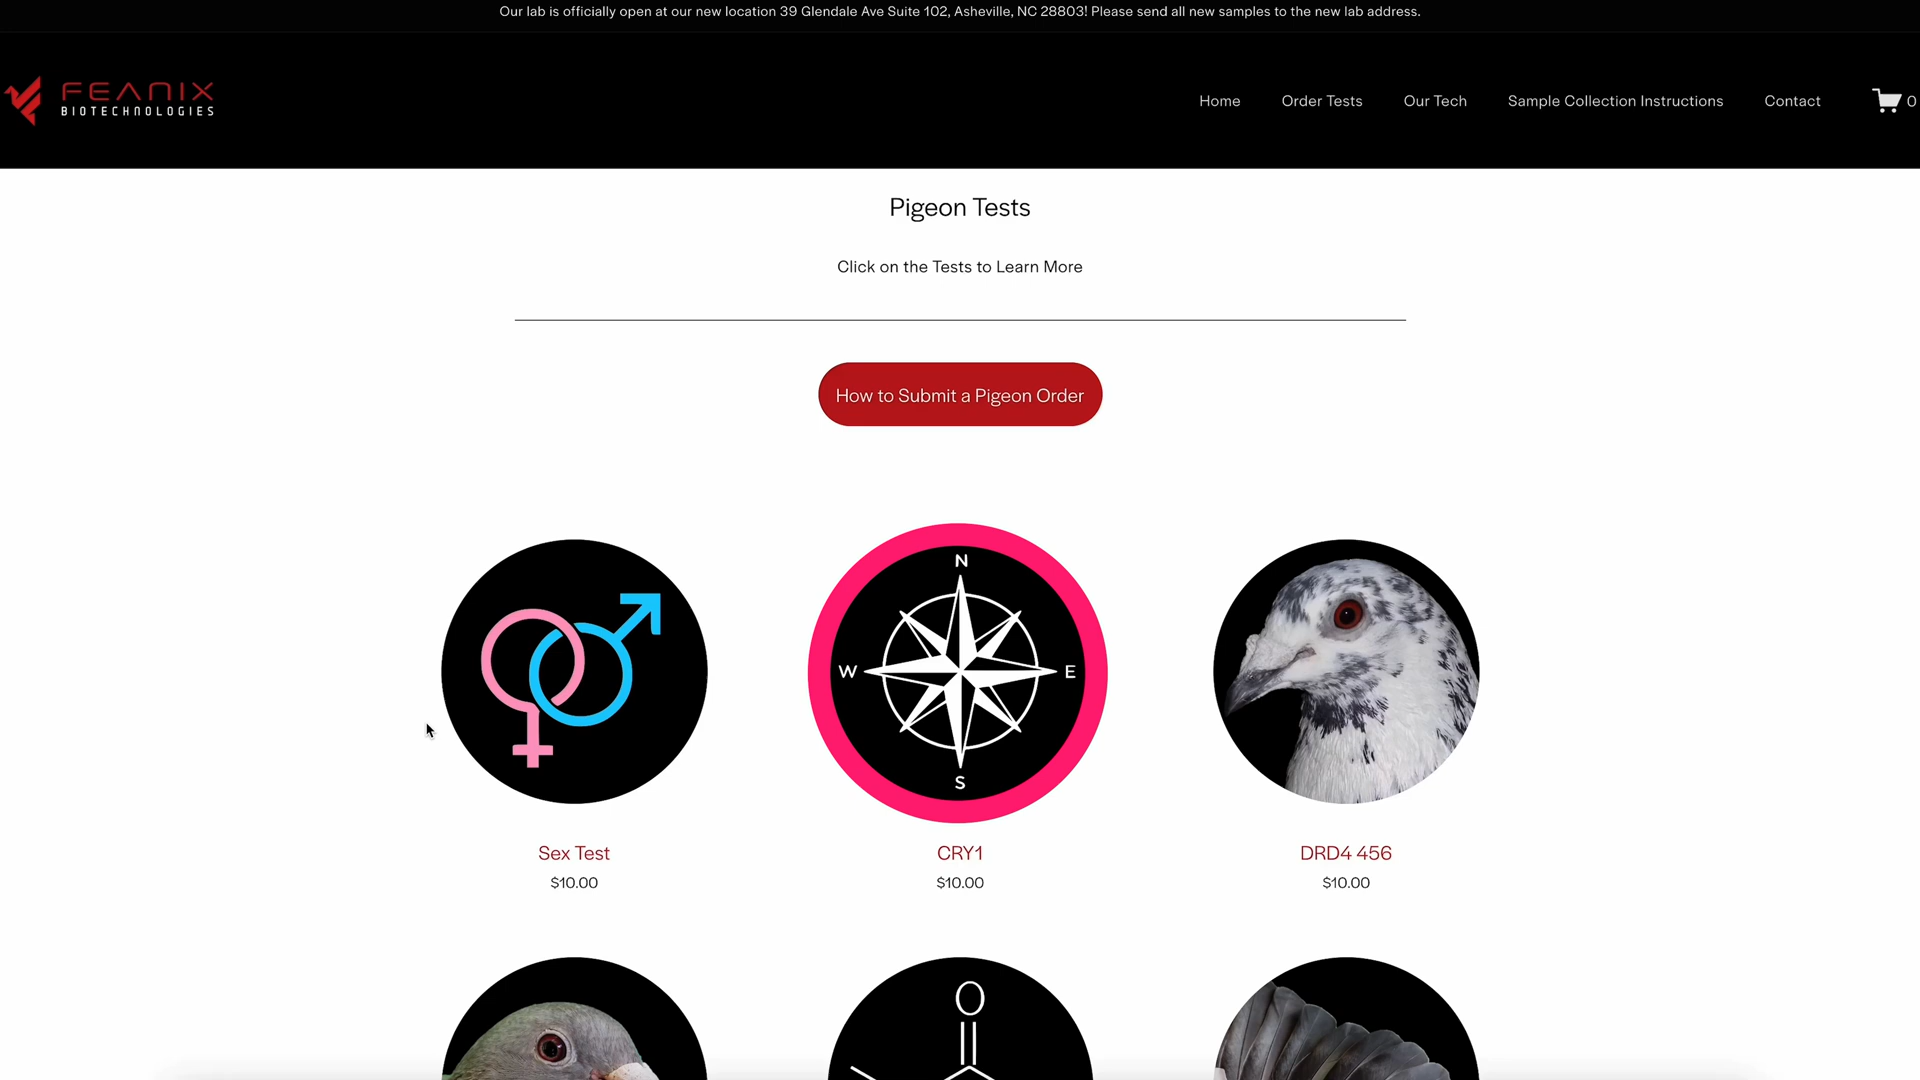 Our lab is officially open at our new location 39 Glendale Ave Suite 102, Asheville, NC 28803! Please send all new samples to the new lab address.
FEANIX
BIOTECHNOLOGIES
Home Order Tests Our Tech Sample Collection Instructions Contact 0
Pigeon Tests
Click on the Tests to Learn More
How to Submit a Pigeon Order
N
W E
S
Sex Test CRY1 DRD4 456
$10.00 $10.00 $10.00
O